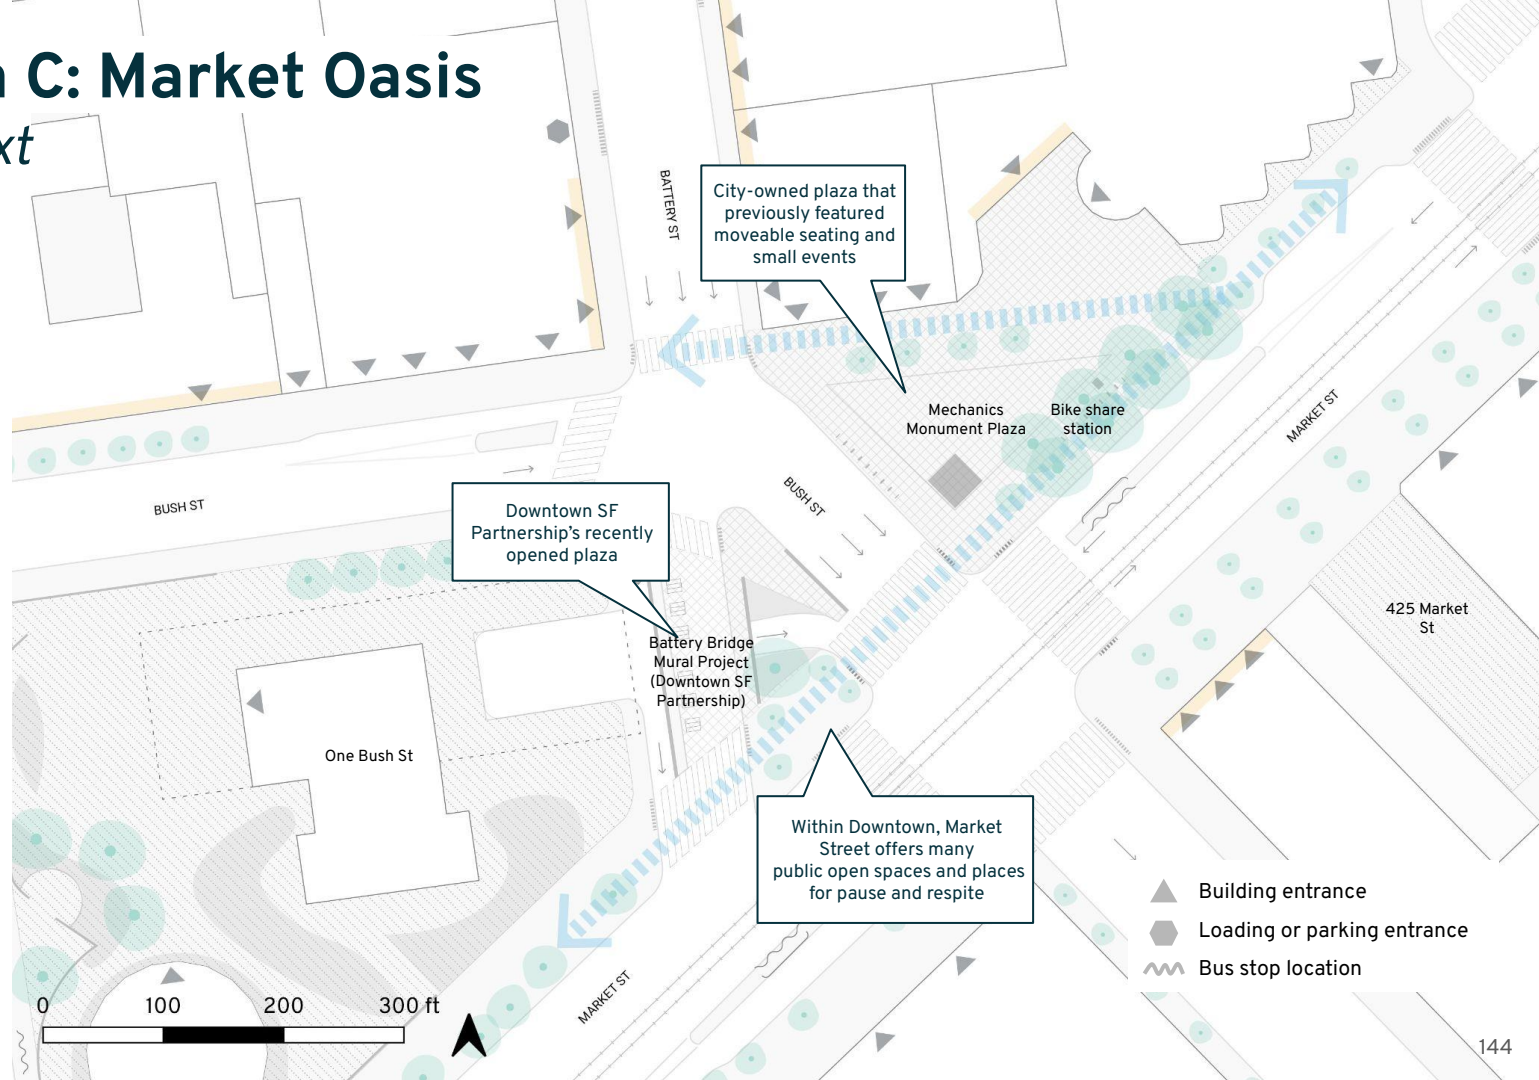 C: Market Oasis
BATTERY ST
City-owned plaza that
previously featured
moveable seating and
small events
Mechanics
Monument Plaza
Bike share
station
MARKET ST
BUSH ST
BUSH ST
Downtown SF
Partnership’s recently
opened plaza
425 Market
St
Battery Bridge
Mural Project
(Downtown SF
Partnership)
One Bush St
Within Downtown, Market
Street offers many
public open spaces and places
for pause and respite
MARKET ST
Building entrance
Loading or parking entrance
Bus stop location
0 100 200 300 ft
144